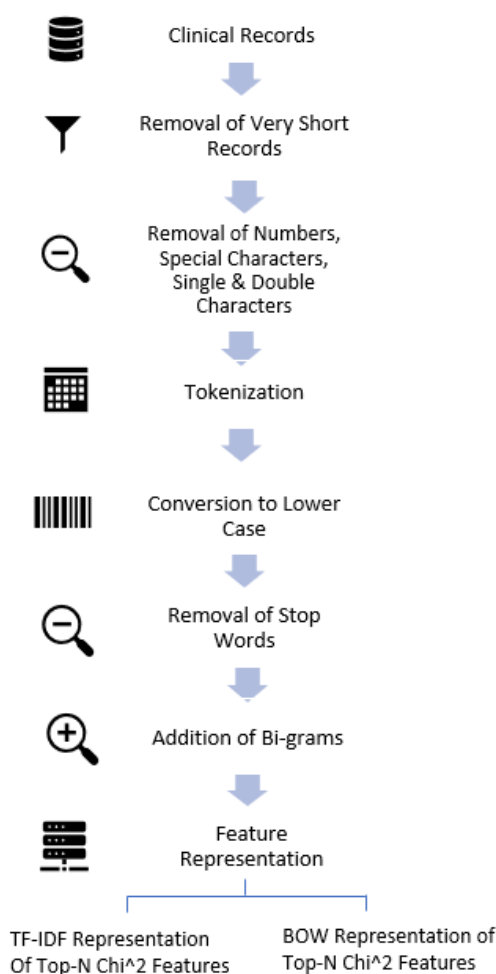 Clinical Records
Removal of Very Short
Records
Removal of Numbers,
Special Characters,
Single & Double
Characters
Tokenization
Conversion to Lower
Case
Removal of Stop
Words
Addition of Bi-grams
Feature
Representation
TF-IDF Representation
Of Top-N Chi^2 Features
BOW Representation of
Top-N Chi^2 Features